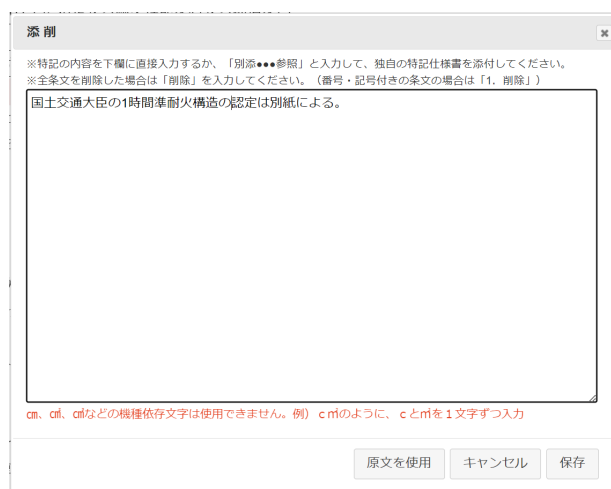 添削
※特記の内容を下欄に直接入力するか、「別添●●●参照」と入力して、独自の特記仕様書を添付してください。
※全条文を削除した場合は「削除」を入力してください。（番号・記号付きの条文の場合は「1．削除」）
国土交通大臣の1時間準耐火構造の認定は別紙による。
㎝、㎠、㎤などの機種依存文字は使用できません。例）ｃ㎡のように、ｃと㎡を１文字ずつ入力
原文を使用 キャンセル 保存